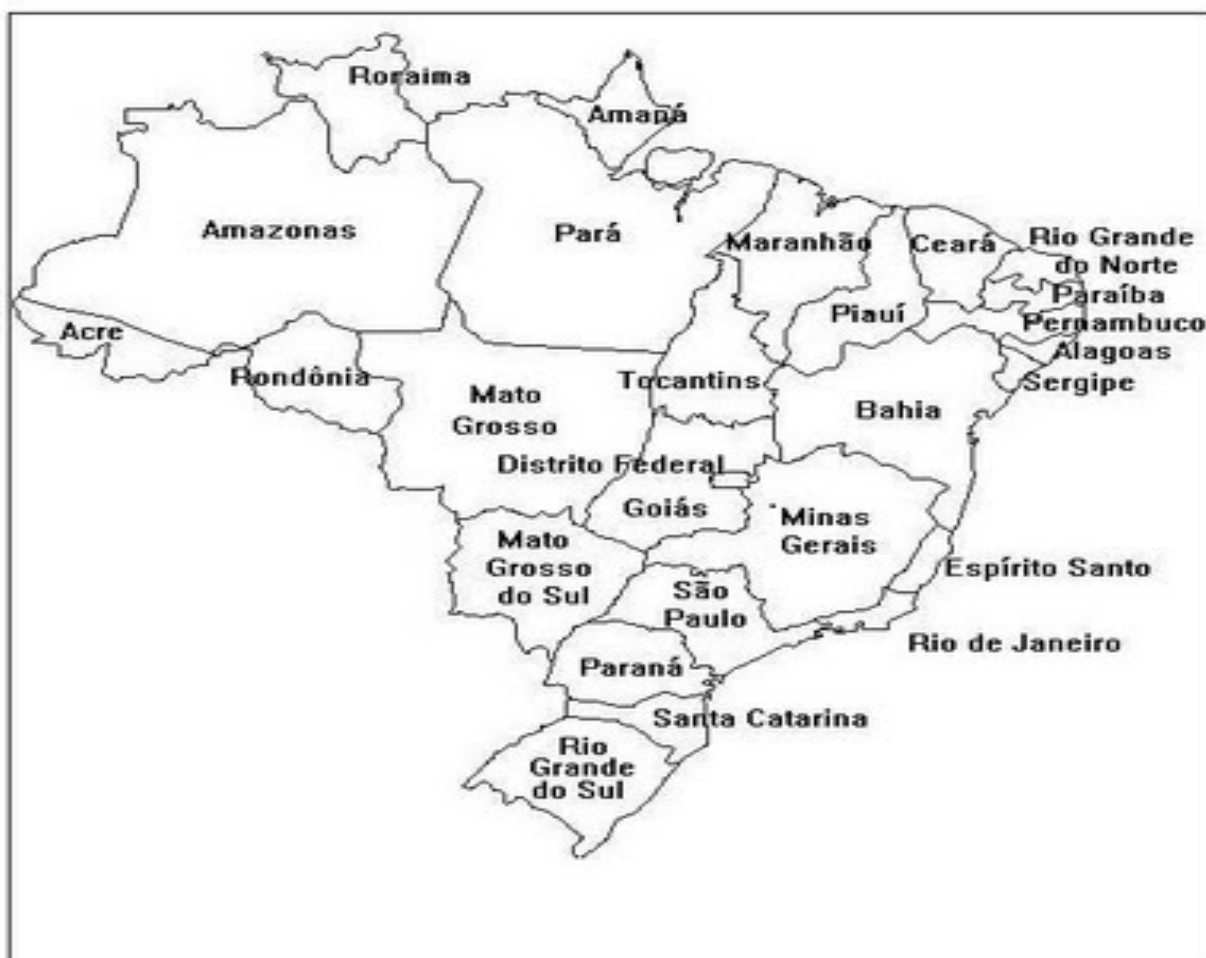 Roraima
Amapá
Amazonas
Pará
Maranhão
Ceará
Rio Grande
do Norte
Paraíba
Piauí
Pernambuco
Acre
Alagoas
Rondônia
Tocantins
Sergipe
Mato
Grosso
Bahia
Distrito Federal
Goiás
Minas
Gerais
Mato
Grosso
do Sul
Espírito Santo
São
Paulo
Rio de Janeiro
Paraná
Santa Catarina
Rio
Grande
do Sul